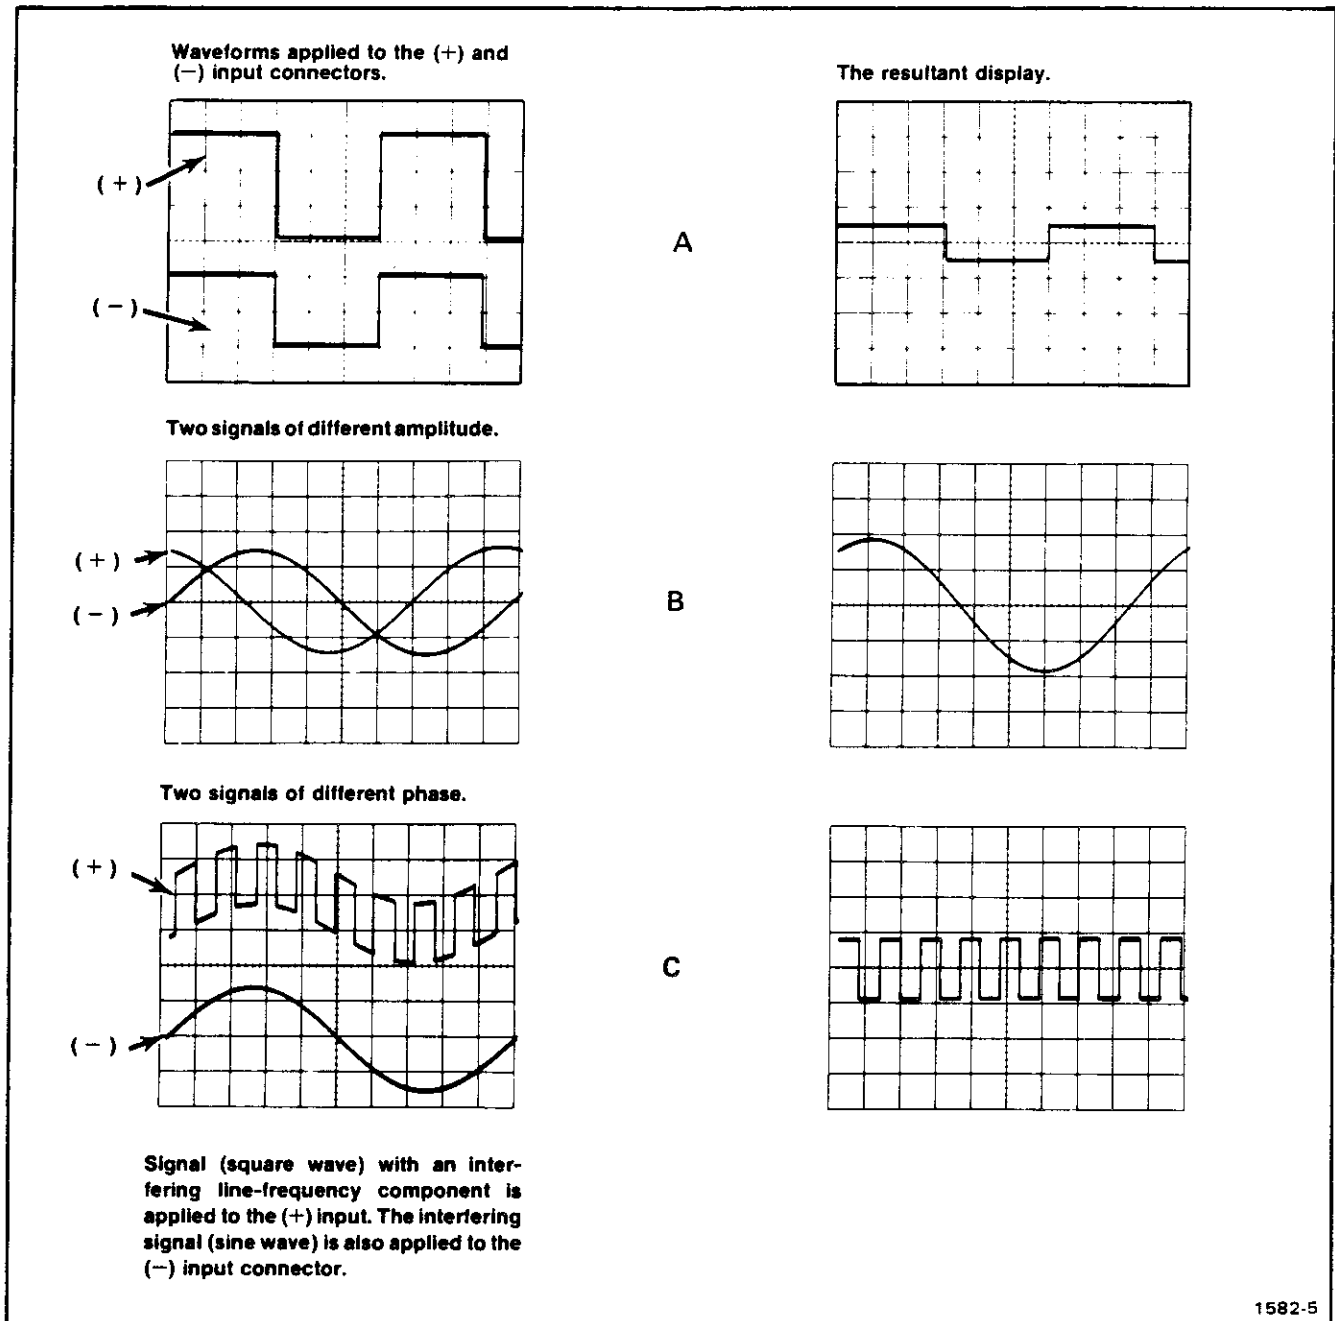 Waveforms applied to the (+) and
(−) input connectors.
The resultant display.
(+)
(−)
A
Two signals of different amplitude.
(+)
(−)
B
Two signals of different phase.
(+)
(−)
C
Signal (square wave) with an inter-
fering line-frequency component is
applied to the (+) input. The interfering
signal (sine wave) is also applied to the
(−) input connector.
1582-5